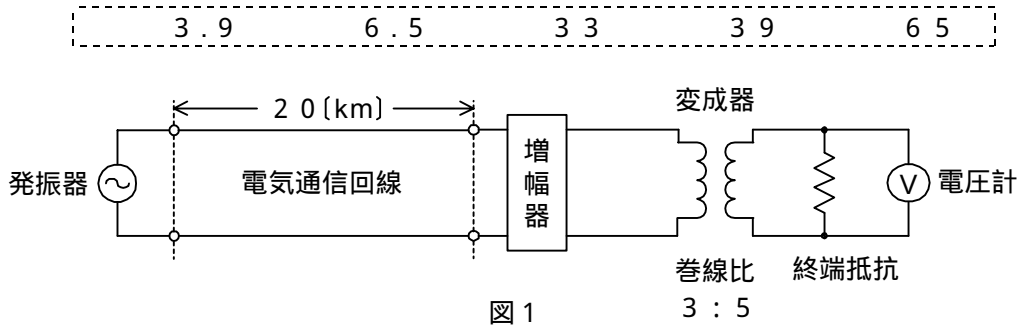 3.9 6.5 33 39 65
20〔km〕
変成器
発振器
電気通信回線
増幅器
V
電圧計
巻線比
3:5
終端抵抗
図1